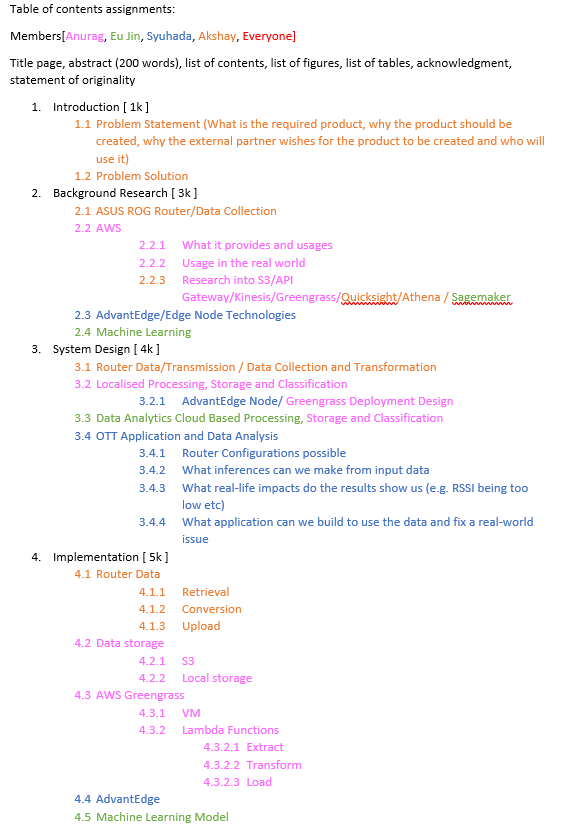 Table of contents assignments:
Members[Anurag, Eu Jin, Syuhada, Akshay, Everyone]
Title page, abstract (200 words), list of contents, list of figures, list of tables, acknowledgment,
statement of originality
1. Introduction [ 1k ]
1.1 Problem Statement (What is the required product, why the product should be
created, why the external partner wishes for the product to be created and who will
use it)
1.2 Problem Solution
2. Background Research [ 3k ]
2.1 ASUS ROG Router/Data Collection
2.2 AWS
2.2.1 What it provides and usages
2.2.2 Usage in the real world
2.2.3 Research into S3/API
Gateway/Kinesis/Greengrass/Quicksight/Athena / Sagemaker
2.3 AdvantEdge/Edge Node Technologies
2.4 Machine Learning
3. System Design [ 4k ]
3.1 Router Data/Transmission / Data Collection and Transformation
3.2 Localised Processing, Storage and Classification
3.2.1 AdvantEdge Node/ Greengrass Deployment Design
3.3 Data Analytics Cloud Based Processing, Storage and Classification
3.4 OTT Application and Data Analysis
3.4.1 Router Configurations possible
3.4.2 What inferences can we make from input data
3.4.3 What real-life impacts do the results show us (e.g. RSSI being too
low etc)
3.4.4 What application can we build to use the data and fix a real-world
issue
4. Implementation [ 5k ]
4.1 Router Data
4.1.1 Retrieval
4.1.2 Conversion
4.1.3 Upload
4.2 Data storage
4.2.1 S3
4.2.2 Local storage
4.3 AWS Greengrass
4.3.1 VM
4.3.2 Lambda Functions
4.3.2.1 Extract
4.3.2.2 Transform
4.3.2.3 Load
4.4 AdvantEdge
4.5 Machine Learning Model